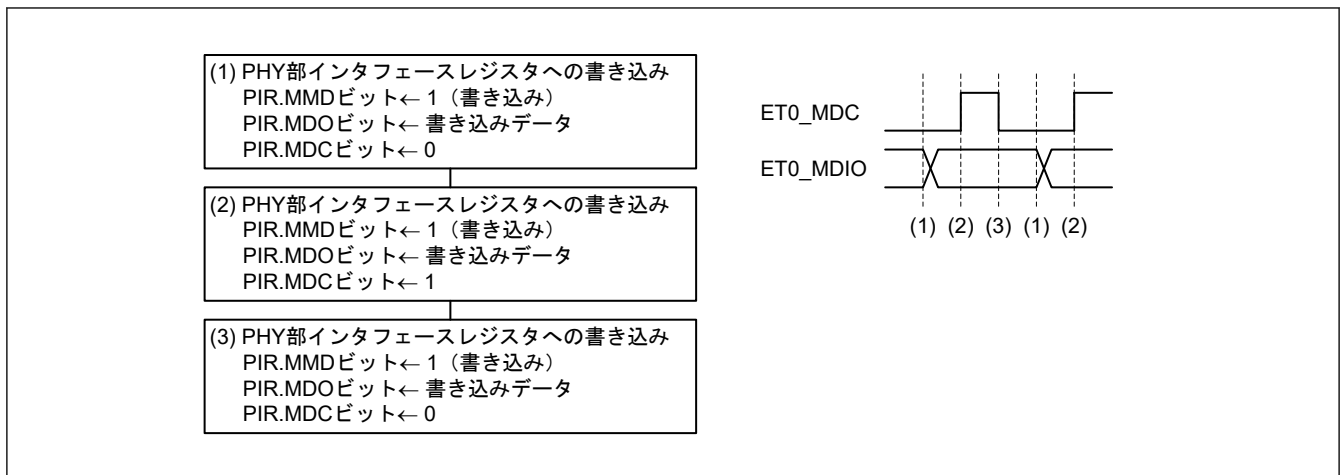 (1) PHY部インタフェースレジスタへの書き込み
PIR.MMDビット← 1（書き込み）
PIR.MDOビット← 書き込みデータ
PIR.MDCビット← 0
(2) PHY部インタフェースレジスタへの書き込み
PIR.MMDビット← 1（書き込み）
PIR.MDOビット← 書き込みデータ
PIR.MDCビット← 1
(3) PHY部インタフェースレジスタへの書き込み
PIR.MMDビット← 1（書き込み）
PIR.MDOビット← 書き込みデータ
PIR.MDCビット← 0
ET0_MDC
ET0_MDIO
(1) (2) (3) (1) (2)